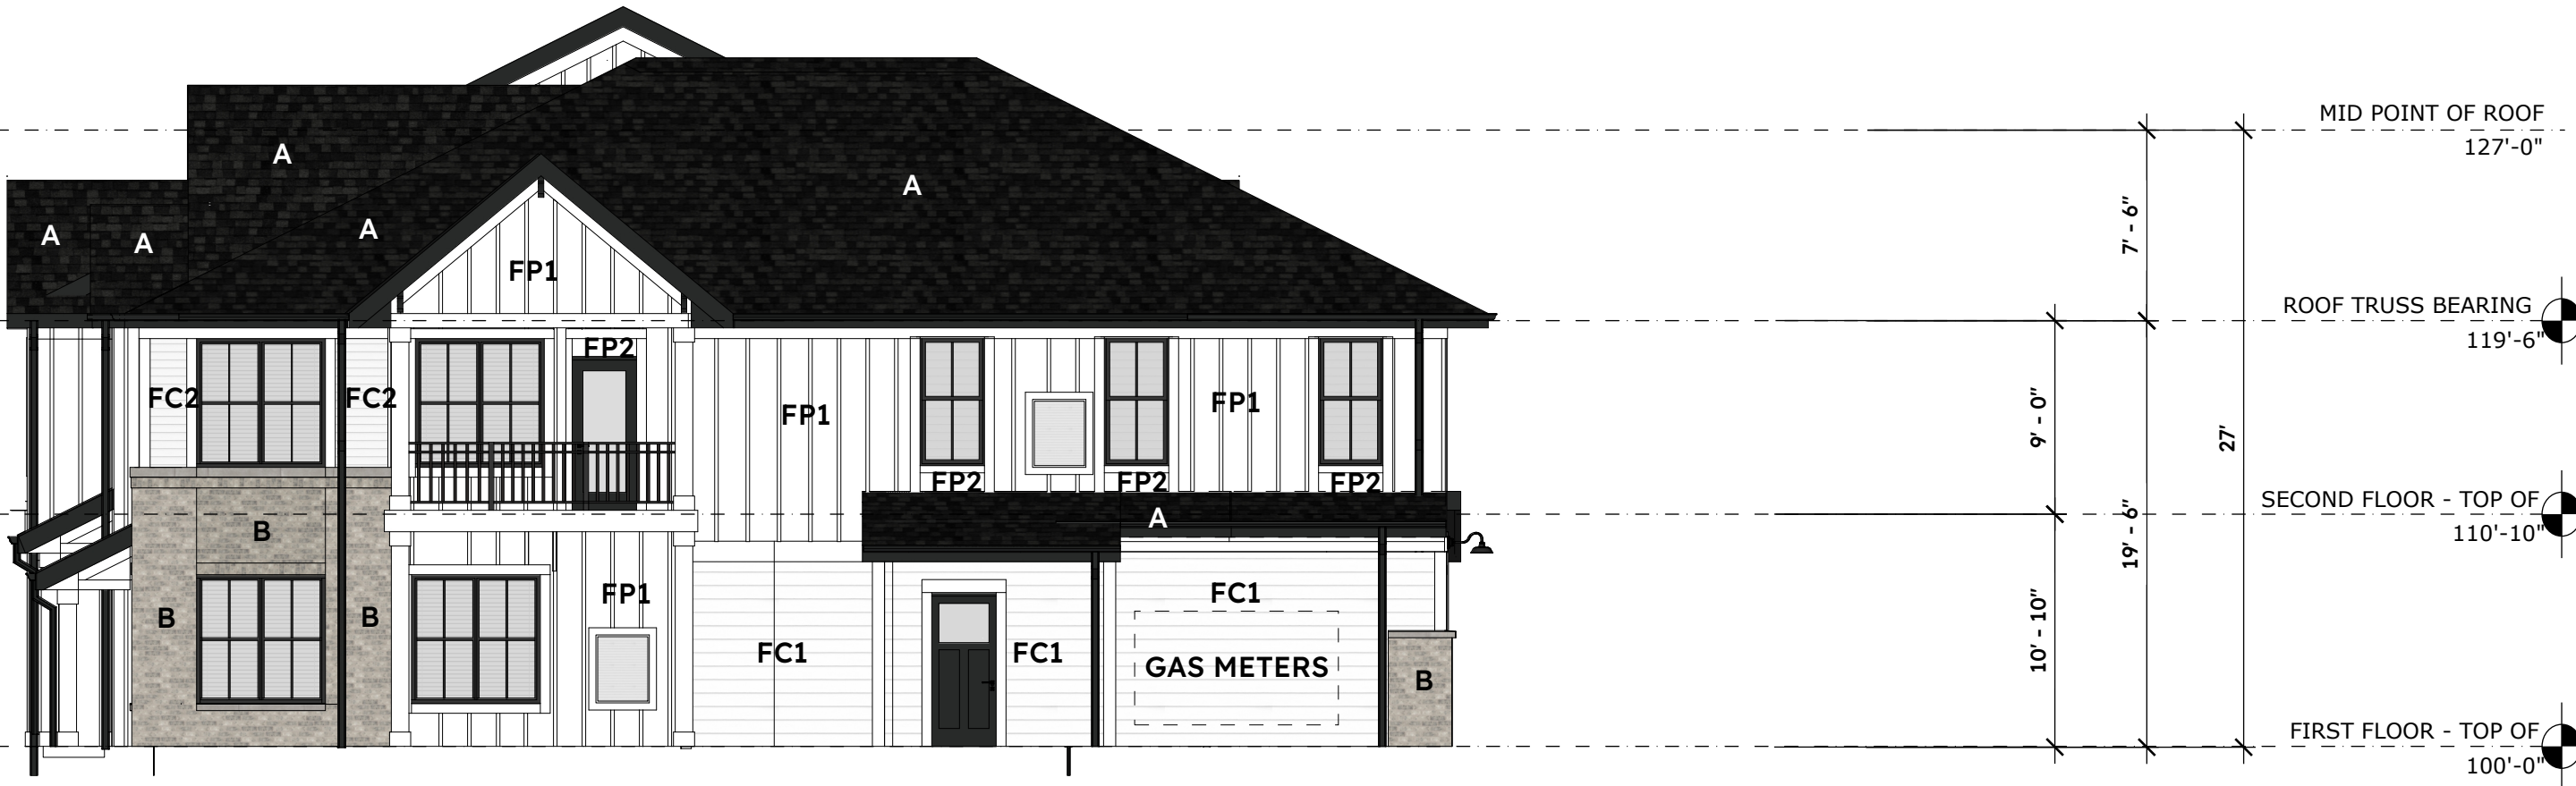 MID POINT OF ROOF
127'-0"
A
A
A
A
A
7' - 6"
FP1
ROOF TRUSS BEARING
119'-6"
FP2
FC2
FC2
FP1
FP1
9' - 0"
27'
FP2
FP2
FP2
SECOND FLOOR - TOP OF
110'-10"
A
B
19' - 6"
FP1
FC1
B
B
FC1
FC1
GAS METERS
B
10' - 10"
FIRST FLOOR - TOP OF
100'-0"